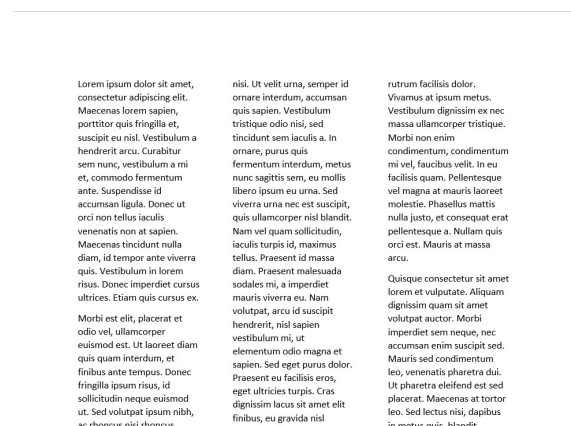 Lorem ipsum dolor sit amet,
consectetur adipiscing elit.
Maecenas lorem sapien,
porttitor quis fringilla et,
suscipit eu nisl. Vestibulum a
hendrerit arcu. Curabitur
sem nunc, vestibulum a mi
et, commodo fermentum
ante. Suspendisse id
accumsan ligula. Donec ut
orci non tellus iaculis
venenatis non at sapien.
Maecenas tincidunt nulla
diam, id tempor ante viverra
quis. Vestibulum in lorem
risus. Donec imperdiet cursus
ultrices. Etiam quis cursus ex.
Morbi est elit, placerat et
odio vel, ullamcorper
euismod est. Ut laoreet diam
quis quam interdum, et
finibus ante tempus. Donec
fringilla ipsum risus, id
sollicitudin neque euismod
ut. Sed volutpat ipsum nibh,
ac rhoncus nisi rhoncus
nisi. Ut velit urna, semper id
ornare interdum, accumsan
quis sapien. Vestibulum
tristique odio nisi, sed
tincidunt sem iaculis a. In
ornare, purus quis
fermentum interdum, metus
nunc sagittis sem, eu mollis
libero ipsum eu urna. Sed
viverra urna nec est suscipit,
quis ullamcorper nisl blandit.
Nam vel quam sollicitudin,
iaculis turpis id, maximus
tellus. Praesent id massa
diam. Praesent malesuada
sodales mi, a imperdiet
mauris viverra eu. Nam
volutpat, arcu id suscipit
hendrerit, nisl sapien
vestibulum mi, ut
elementum odio magna et
sapien. Sed eget purus dolor.
Praesent eu facilisis eros,
eget ultricies turpis. Cras
dignissim lacus sit amet elit
finibus, eu gravida nisl
rutrum facilisis dolor.
Vivamus at ipsum metus.
Vestibulum dignissim ex nec
massa ullamcorper tristique.
Morbi non enim
condimentum, condimentum
mi vel, faucibus velit. In eu
facilisis quam. Pellentesque
vel magna at mauris laoreet
molestie. Phasellus mattis
nulla justo, et consequat erat
pellentesque a. Nullam quis
orci est. Mauris at massa
arcu.
Quisque consectetur sit amet
lorem et vulputate. Aliquam
dignissim quam sit amet
volutpat auctor. Morbi
imperdiet sem neque, nec
accumsan enim suscipit sed.
Mauris sed condimentum
leo, venenatis pharetra dui.
Ut pharetra eleifend est sed
placerat. Maecenas at tortor
leo. Sed lectus nisi, dapibus
in metus quis, blandit